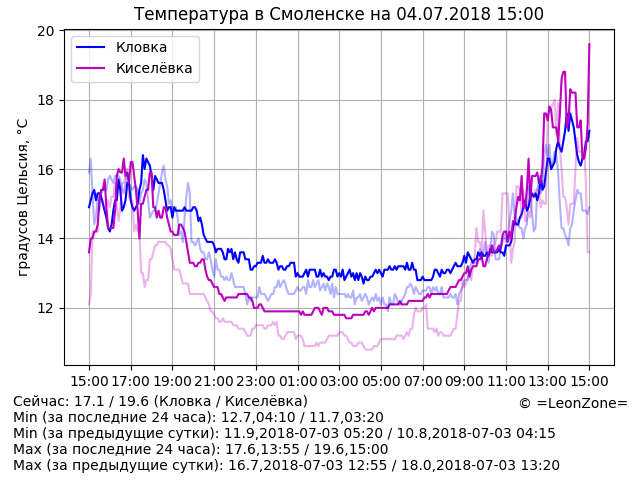 Температура в Смоленске на 04.07.2018 15:00
градусов Цельсия, °C
20
18
16
14
12
Кловка
Киселёвка
15:00 17:00 19:00 21:00 23:00 01:00 03:00 05:00 07:00 09:00 11:00 13:00 15:00
Сейчас: 17.1 / 19.6 (Кловка / Киселёвка)
© =LeonZone=
Min (за последние 24 часа): 12.7,04:10 / 11.7,03:20
Min (за предыдущие сутки): 11.9,2018-07-03 05:20 / 10.8,2018-07-03 04:15
Max (за последние 24 часа): 17.6,13:55 / 19.6,15:00
Max (за предыдущие сутки): 16.7,2018-07-03 12:55 / 18.0,2018-07-03 13:20